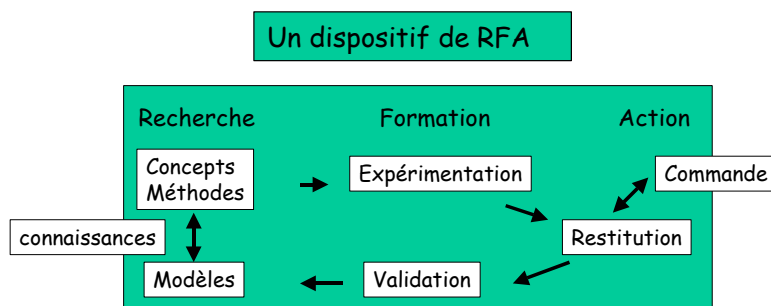 Un dispositif de RFA
Recherche
Formation
Action
Concepts
Méthodes
Expérimentation
Commande
connaissances
Restitution
Modèles
Validation